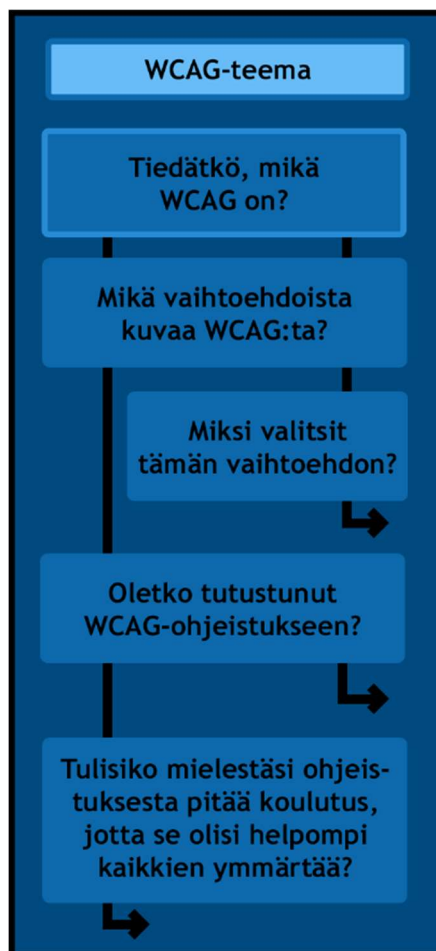 WCAG-teema
Tiedätkö, mikä
WCAG on?
Mikä vaihtoehdoista
kuvaa WCAG:ta?
Miksi valitsit
tämän vaihtoehdon?
Oletko tutustunut
WCAG-ohjeistukseen?
Tulisiko mielestäsi ohjeis-
tuksesta pitää koulutus,
jotta se olisi helpompi
kaikkien ymmärtää?